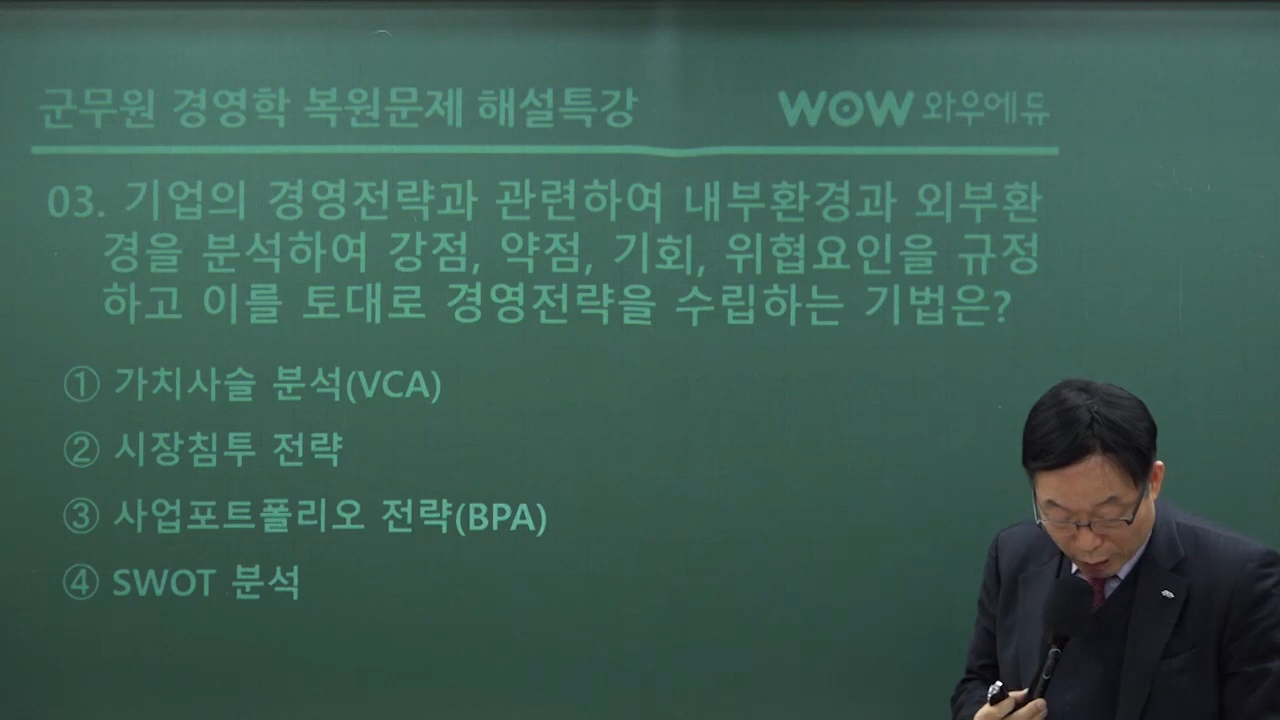 군무원 경영학 복원문제 해설특강
WOW 와우에듀
03. 기업의 경영전략과 관련하여 내부환경과 외부환
경을 분석하여 강점, 약점, 기회, 위협요인을 규정
하고 이를 토대로 경영전략을 수립하는 기법은?
① 가치사슬 분석(VCA)
② 시장침투 전략
③ 사업포트폴리오 전략(BPA)
④ SWOT 분석